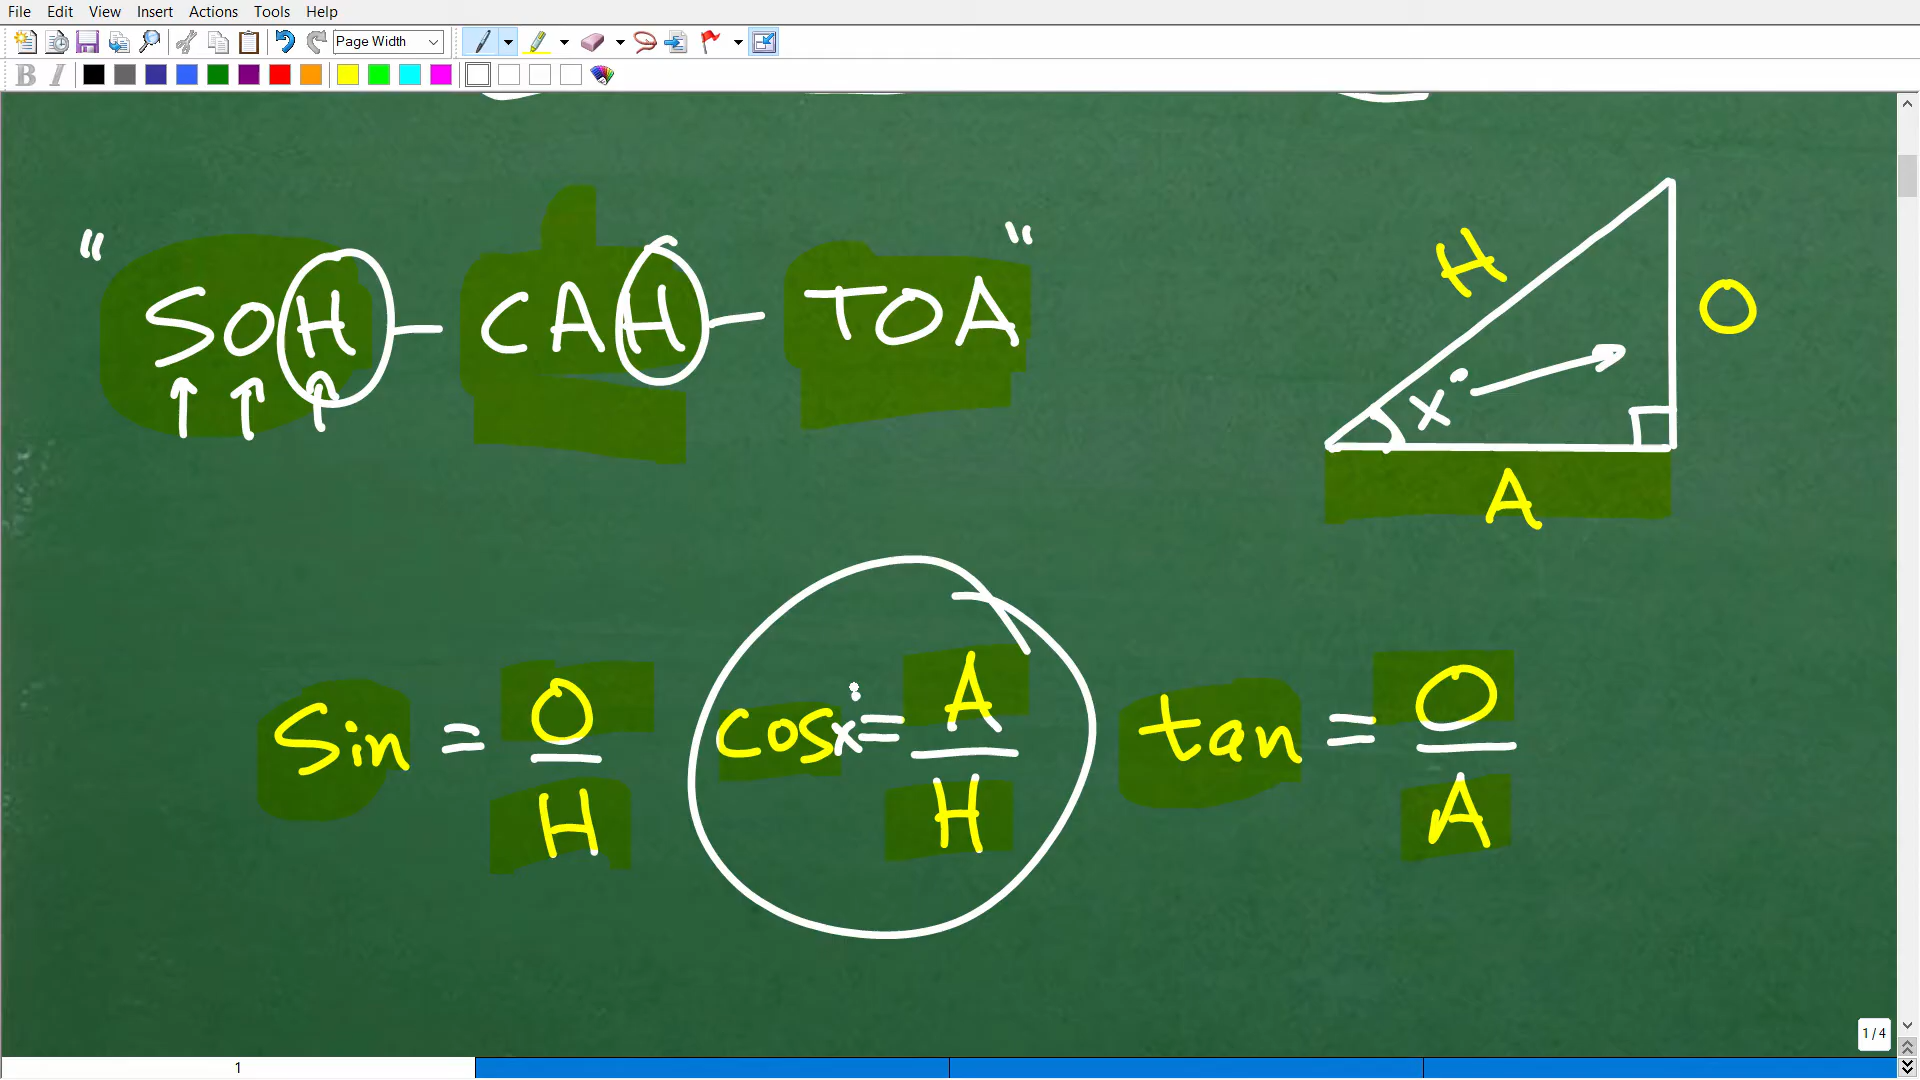 File Edit View Insert Actions Tools Help
Page Width
B I
" SOH - CAH - TOA "
H
O
x°
A
Sin = O/H
cosx° = A/H
tan = O/A
1 / 4
1